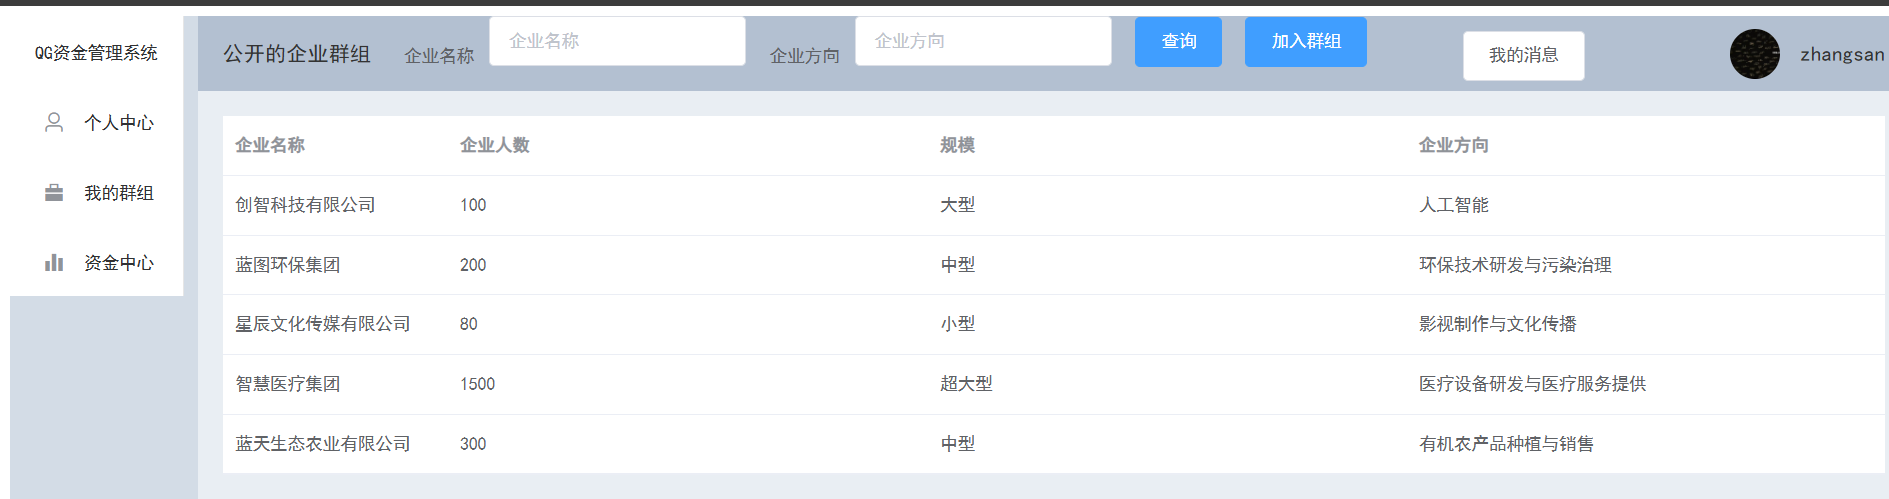 QG资金管理系统
个人中心
我的群组
资金中心
公开的企业群组 企业名称 企业名称 企业方向 企业方向 查询 加入群组 我的消息 zhangsan
企业名称 企业人数 规模 企业方向
创智科技有限公司 100 大型 人工智能
蓝图环保集团 200 中型 环保技术研发与污染治理
星辰文化传媒有限公司 80 小型 影视制作与文化传播
智慧医疗集团 1500 超大型 医疗设备研发与医疗服务提供
蓝天生态农业有限公司 300 中型 有机农产品种植与销售